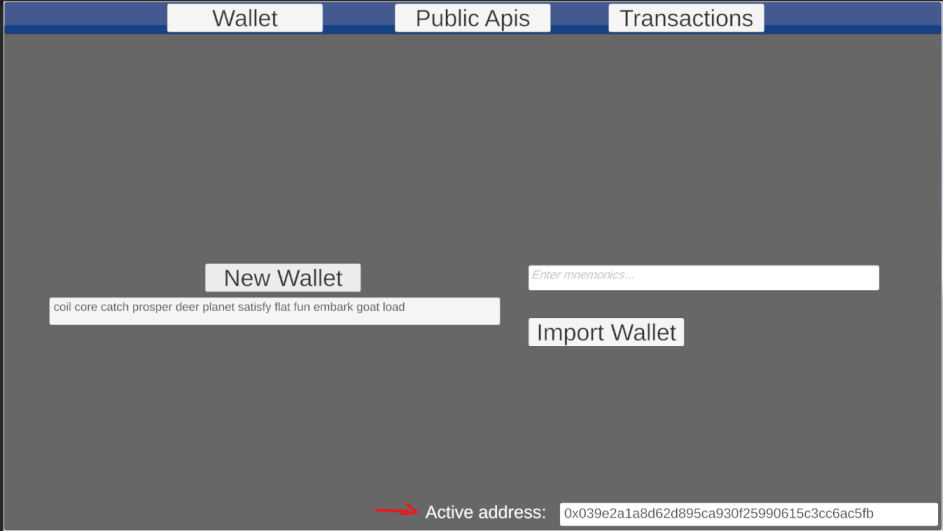 Wallet
Public Apis
Transactions
New Wallet
coil core catch prosper deer planet satisfy flat fun embark goat load
Enter mnemonics...
Import Wallet
Active address:
0x039e2a1a8d62d895ca930f25990615c3cc6ac5fb